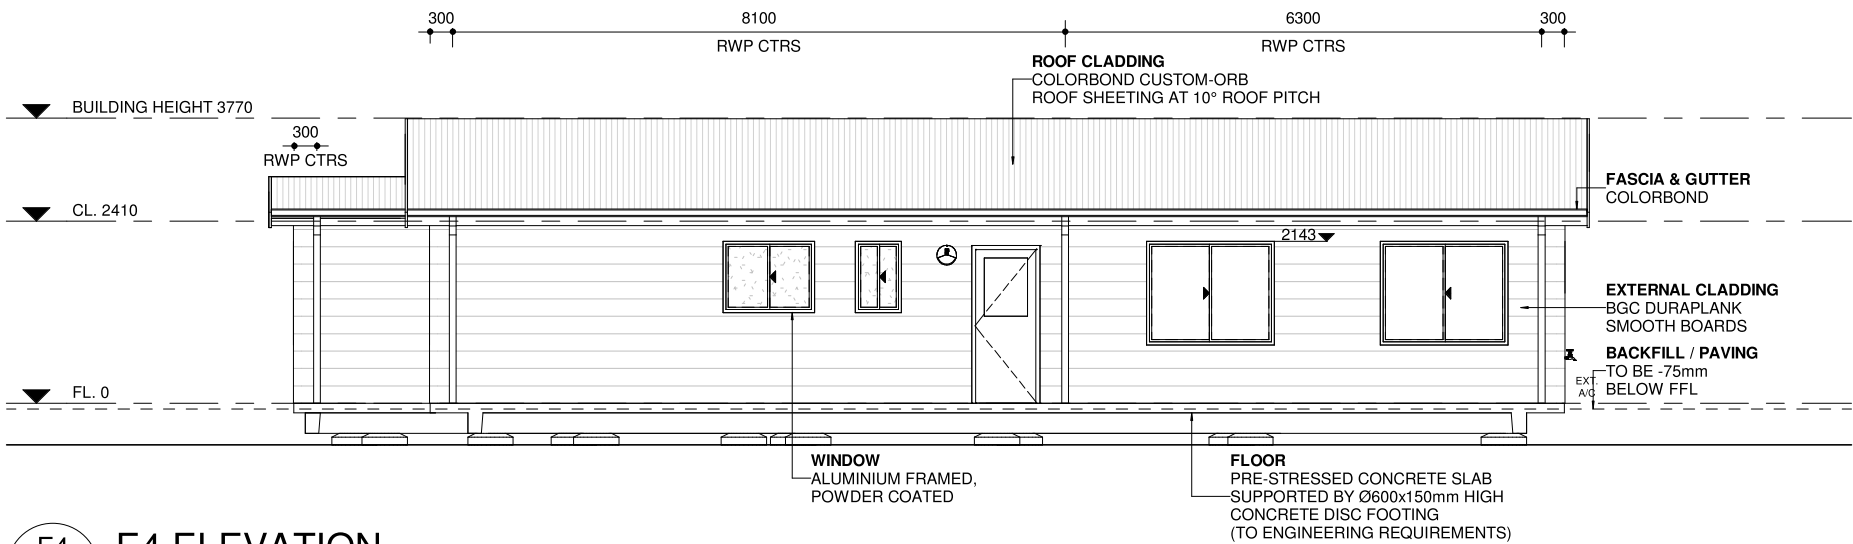 300 8100 6300 300
RWP CTRS RWP CTRS
ROOF CLADDING
COLORBOND CUSTOM-ORB
ROOF SHEETING AT 10° ROOF PITCH
BUILDING HEIGHT 3770
300
RWP CTRS
FASCIA & GUTTER
COLORBOND
CL. 2410
2143
EXTERNAL CLADDING
BGC DURAPLANK
SMOOTH BOARDS
BACKFILL / PAVING
TO BE -75mm
BELOW FFL
EXT.
A/C
FL. 0
WINDOW
ALUMINIUM FRAMED,
POWDER COATED
FLOOR
PRE-STRESSED CONCRETE SLAB
SUPPORTED BY Ø600x150mm HIGH
CONCRETE DISC FOOTING
(TO ENGINEERING REQUIREMENTS)
E4 E4 ELEVATION